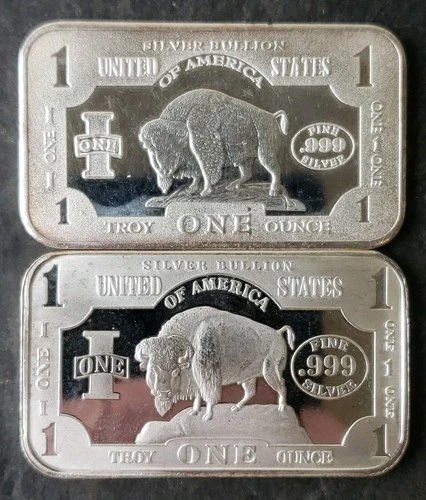 SILVER BULLION
1 UNITED STATES 1
OF AMERICA
I ONE I
I
ONE
FINE
.999
SILVER
ONE 1 ONE
1 TROY ONE OUNCE 1
SILVER BULLION
1 UNITED STATES 1
OF AMERICA
I ONE I
I
ONE
FINE
.999
SILVER
ONE 1 ONE
1 TROY ONE OUNCE 1